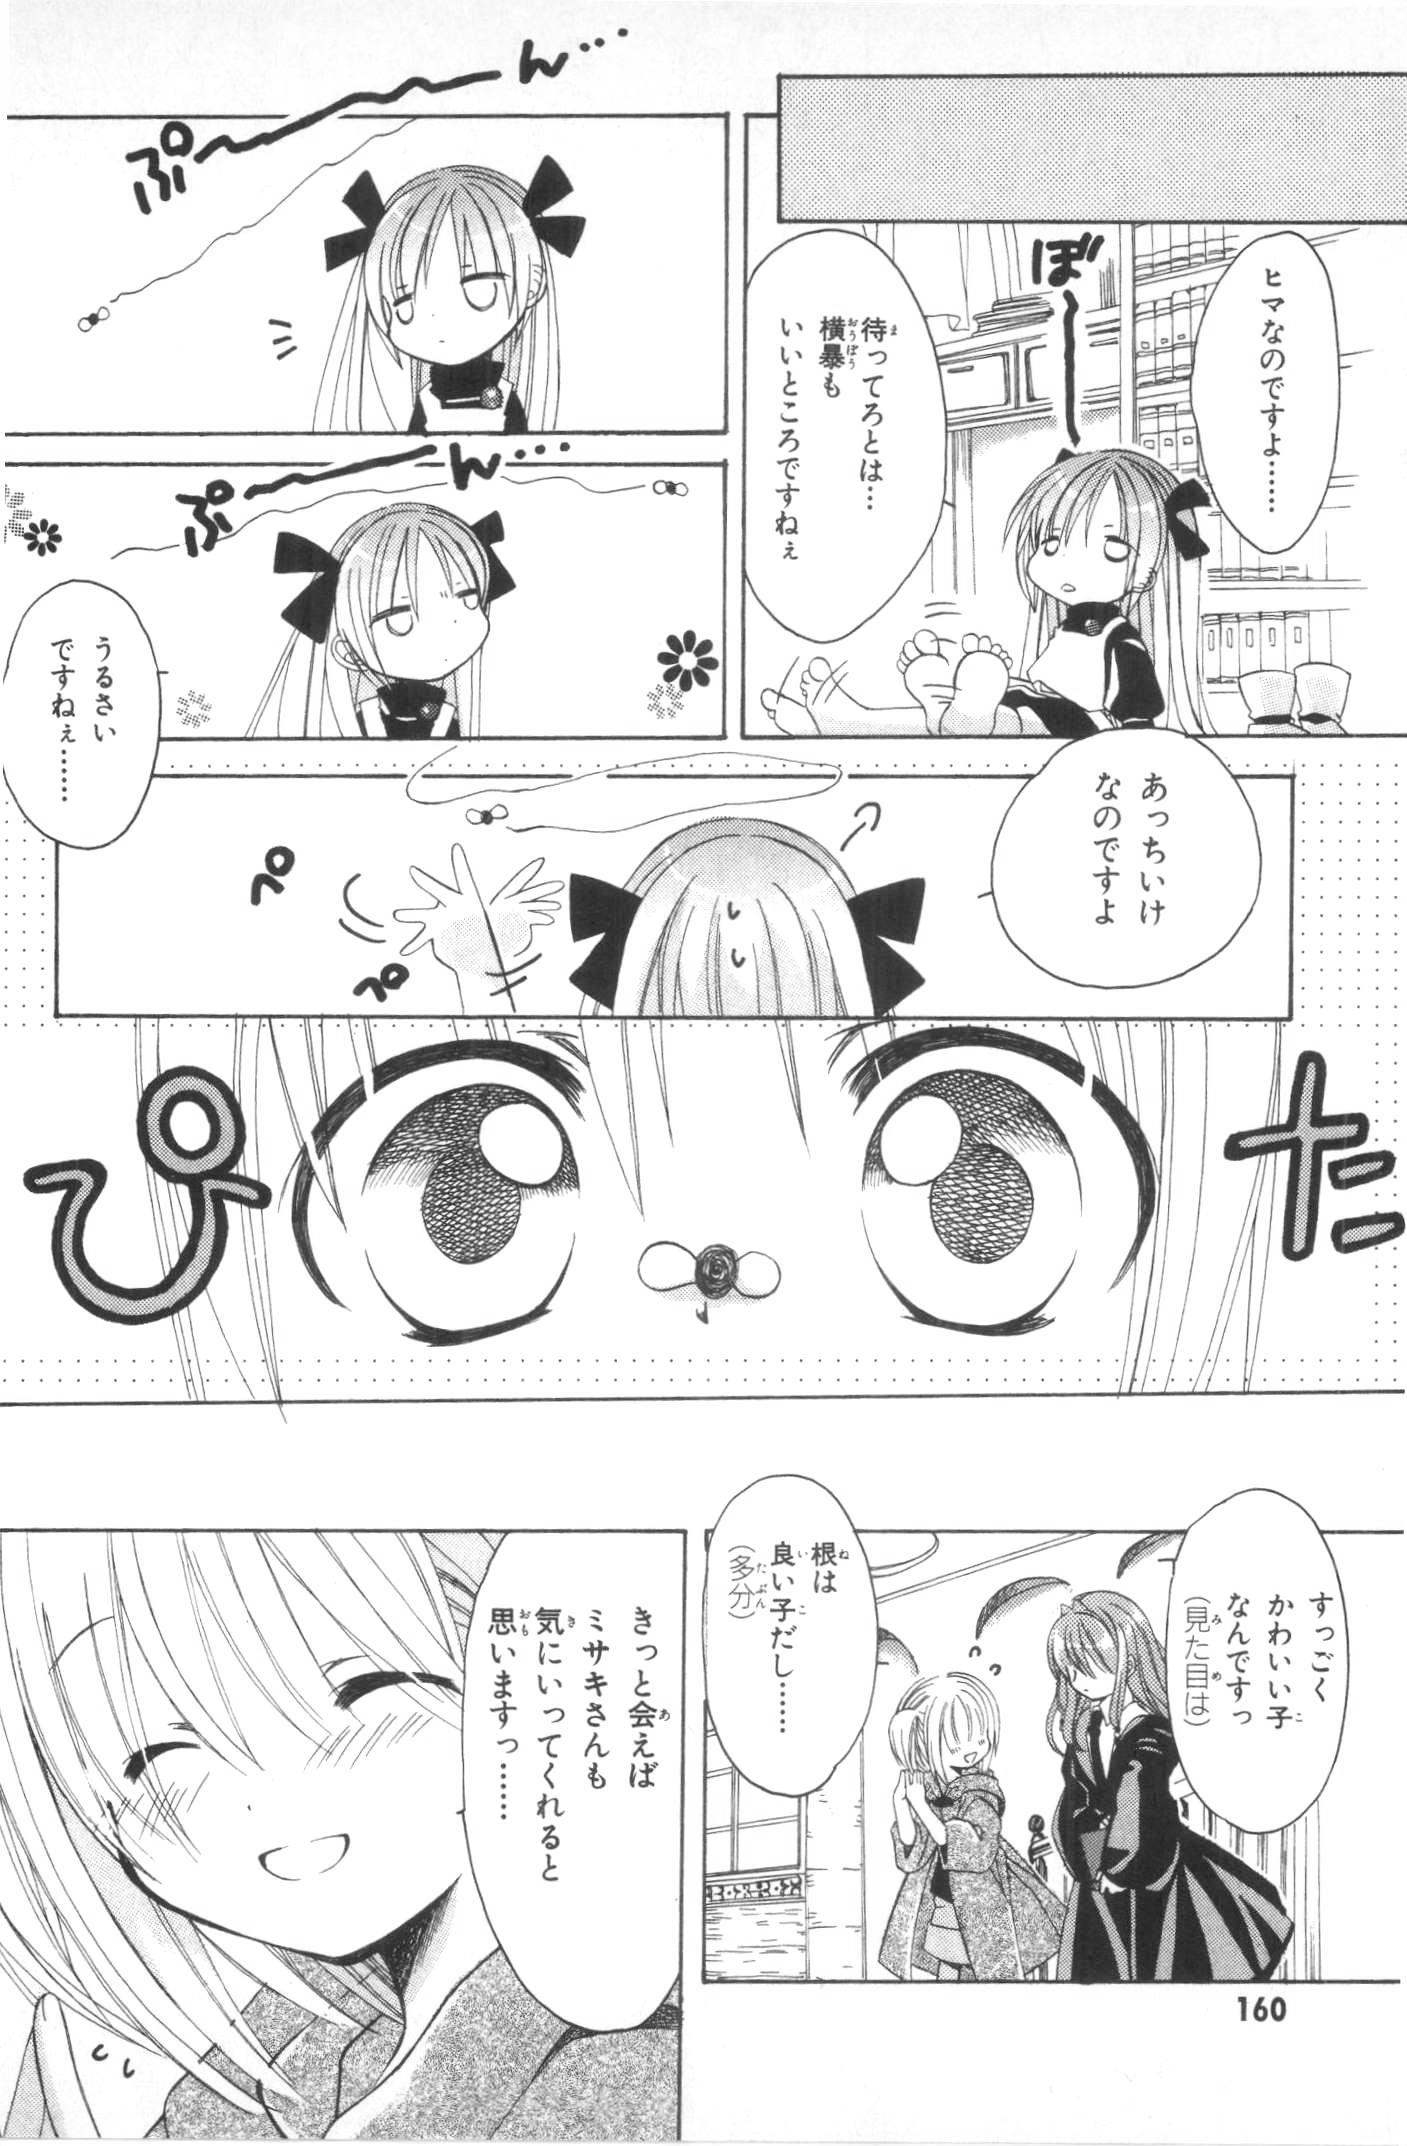 ヒマなのですよ……
ぼー
待ってろとは…
横暴も
いいところですねぇ
ぷ〜ん…
ぷ〜ん…
うるさい
ですねぇ……
あっちいけ
なのですよ
プ
プ
ぴた
すっごく
かわいい子
なんですっ
(見た目は)
根は
良い子だし……
(多分)
きっと会えば
ミサキさんも
気にいってくれると
思いますっ……
160